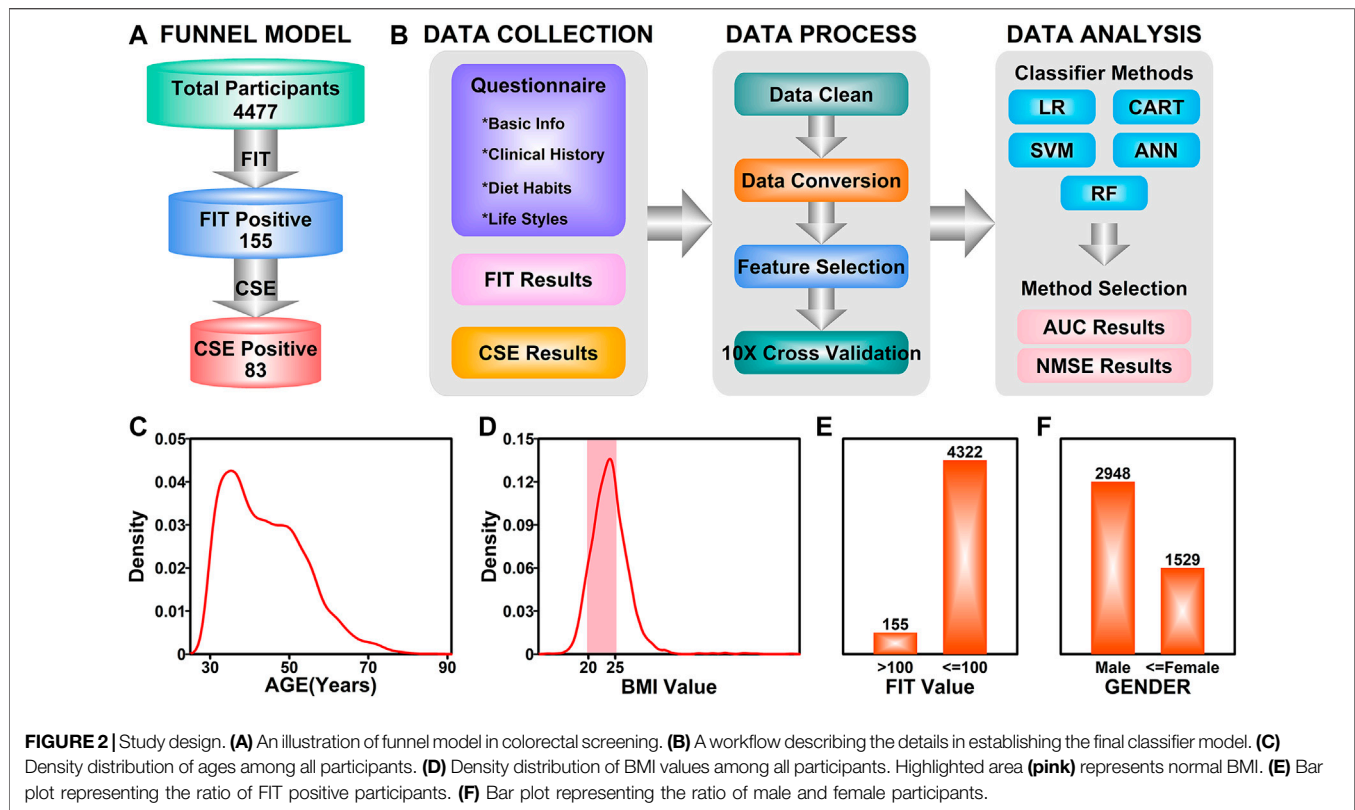 A FUNNEL MODEL
Total Participants
4477
FIT
FIT Positive
155
CSE
CSE Positive
83
B DATA COLLECTION
Questionnaire
*Basic Info
*Clinical History
*Diet Habits
*Life Styles
FIT Results
CSE Results
DATA PROCESS
Data Clean
Data Conversion
Feature Selection
10X Cross Validation
DATA ANALYSIS
Classifier Methods
LR CART
SVM ANN
RF
Method Selection
AUC Results
NMSE Results
C
0.05
0.04
0.03
0.02
0.01
0
Density
30 50 70 90
AGE(Years)
D
0.15
0.12
0.09
0.06
0.03
0
Density
20 25
BMI Value
E
155
4322
>100 <=100
FIT Value
F
2948
1529
Male <=Female
GENDER
FIGURE 2 | Study design. (A) An illustration of funnel model in colorectal screening. (B) A workflow describing the details in establishing the final classifier model. (C)
Density distribution of ages among all participants. (D) Density distribution of BMI values among all participants. Highlighted area (pink) represents normal BMI. (E) Bar
plot representing the ratio of FIT positive participants. (F) Bar plot representing the ratio of male and female participants.